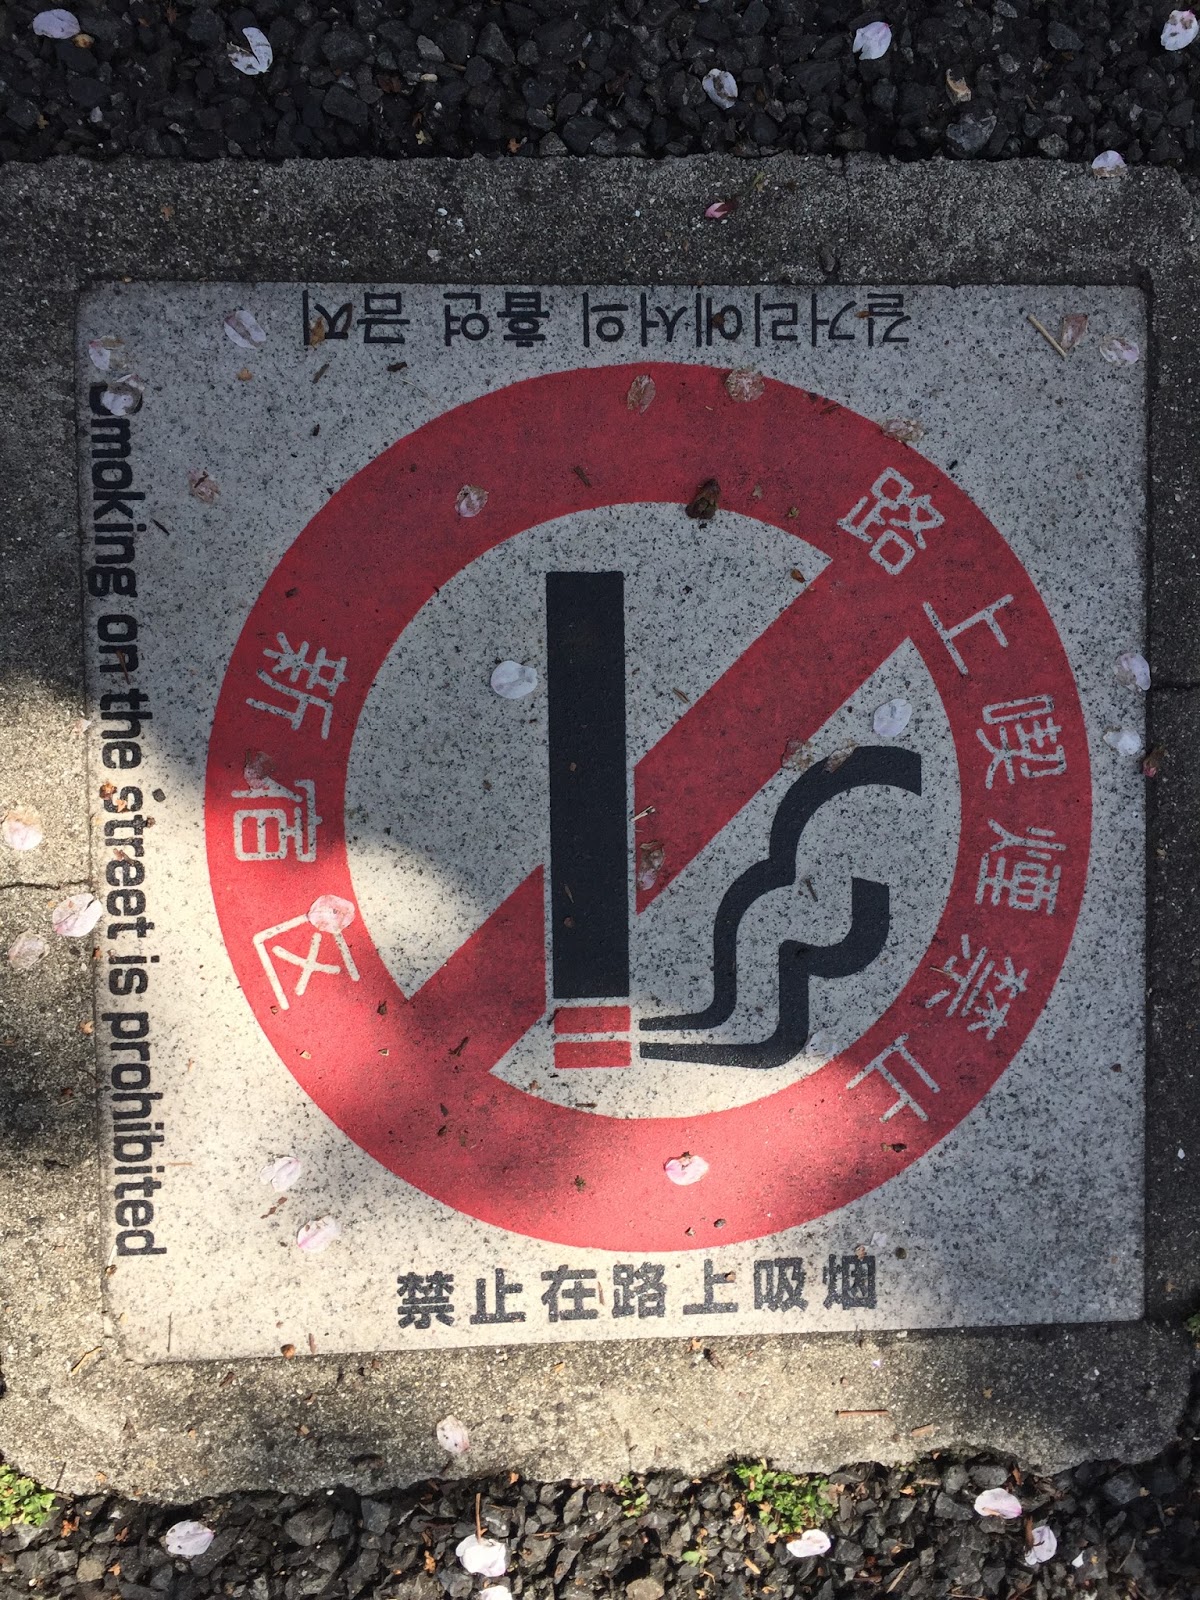 길거리에서의 흡연 금지
Smoking on the street is prohibited
路上喫煙禁止
新宿区
禁止在路上吸烟